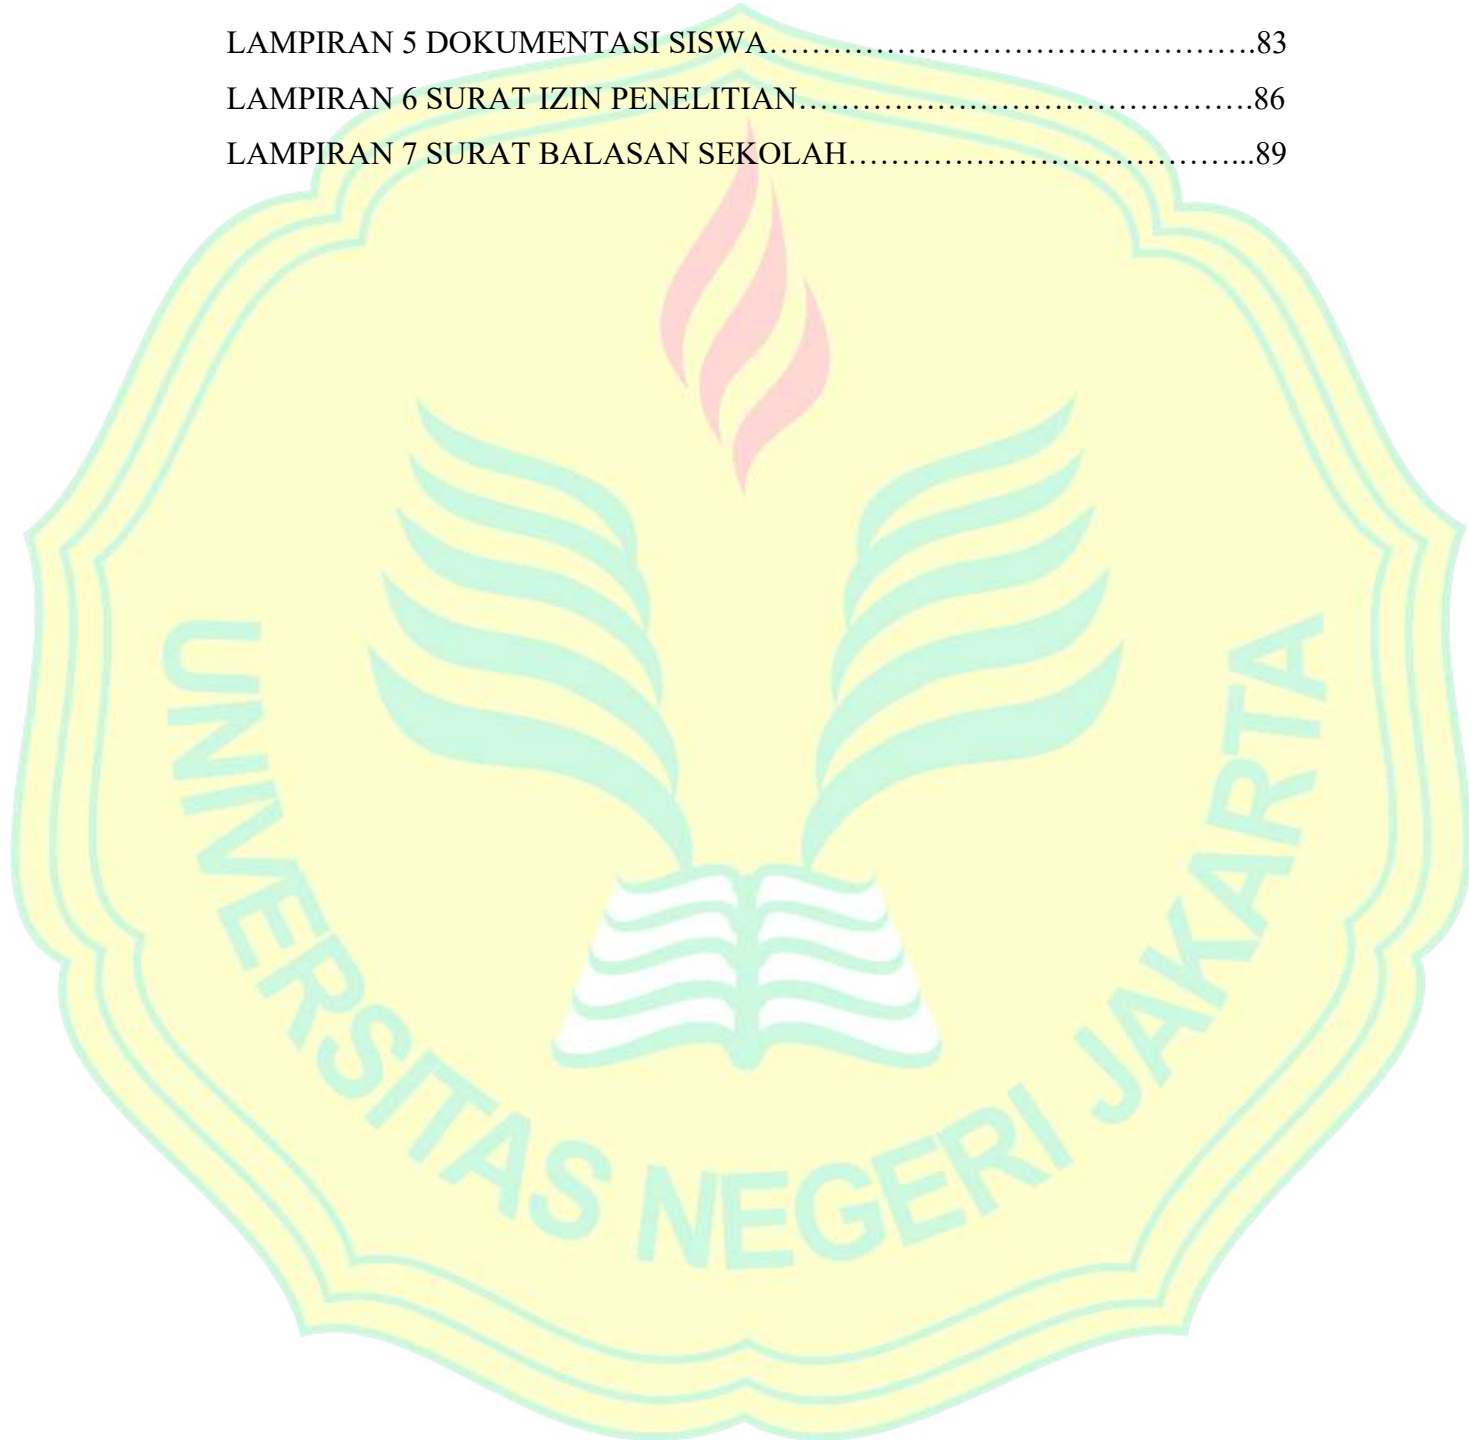 LAMPIRAN 5 DOKUMENTASI SISWA……………………………………….83
LAMPIRAN 6 SURAT IZIN PENELITIAN…………………………………….86
LAMPIRAN 7 SURAT BALASAN SEKOLAH………………………………...89
UNIVERSITAS NEGERI JAKARTA